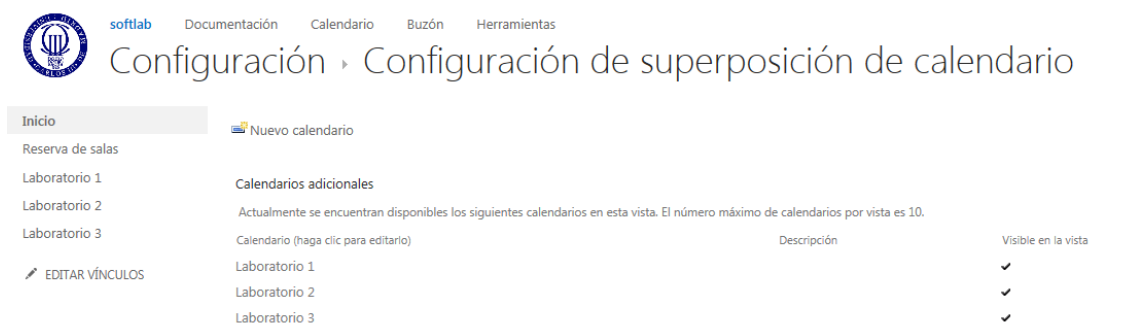 softlab Documentación Calendario Buzón Herramientas
Configuración › Configuración de superposición de calendario
Inicio
Reserva de salas
Laboratorio 1
Laboratorio 2
Laboratorio 3
EDITAR VÍNCULOS
Nuevo calendario
Calendarios adicionales
Actualmente se encuentran disponibles los siguientes calendarios en esta vista. El número máximo de calendarios por vista es 10.
Calendario (haga clic para editarlo) Descripción Visible en la vista
Laboratorio 1 ✔
Laboratorio 2 ✔
Laboratorio 3 ✔